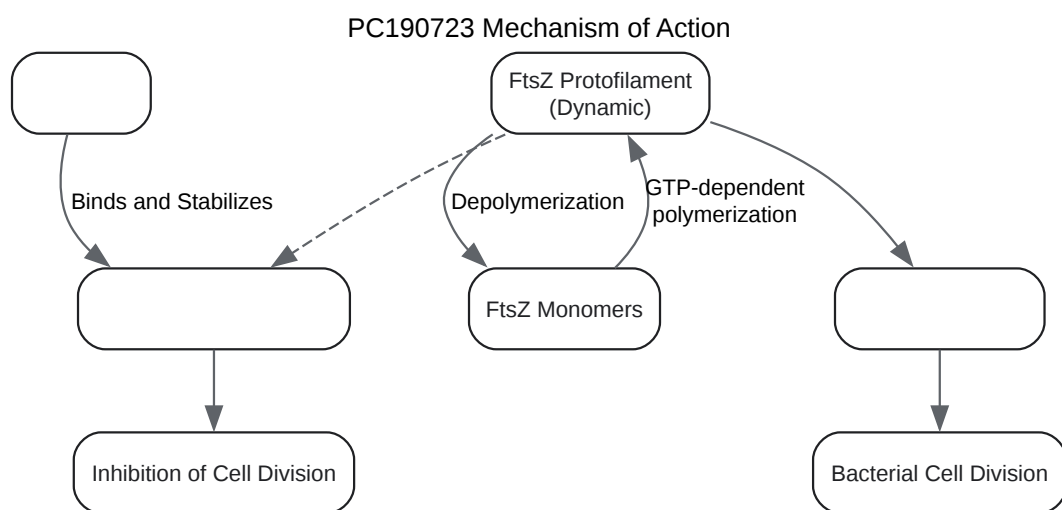 PC190723 Mechanism of Action
FtsZ Protofilament
(Dynamic)
Binds and Stabilizes
Depolymerization
GTP-dependent
polymerization
FtsZ Monomers
Inhibition of Cell Division
Bacterial Cell Division